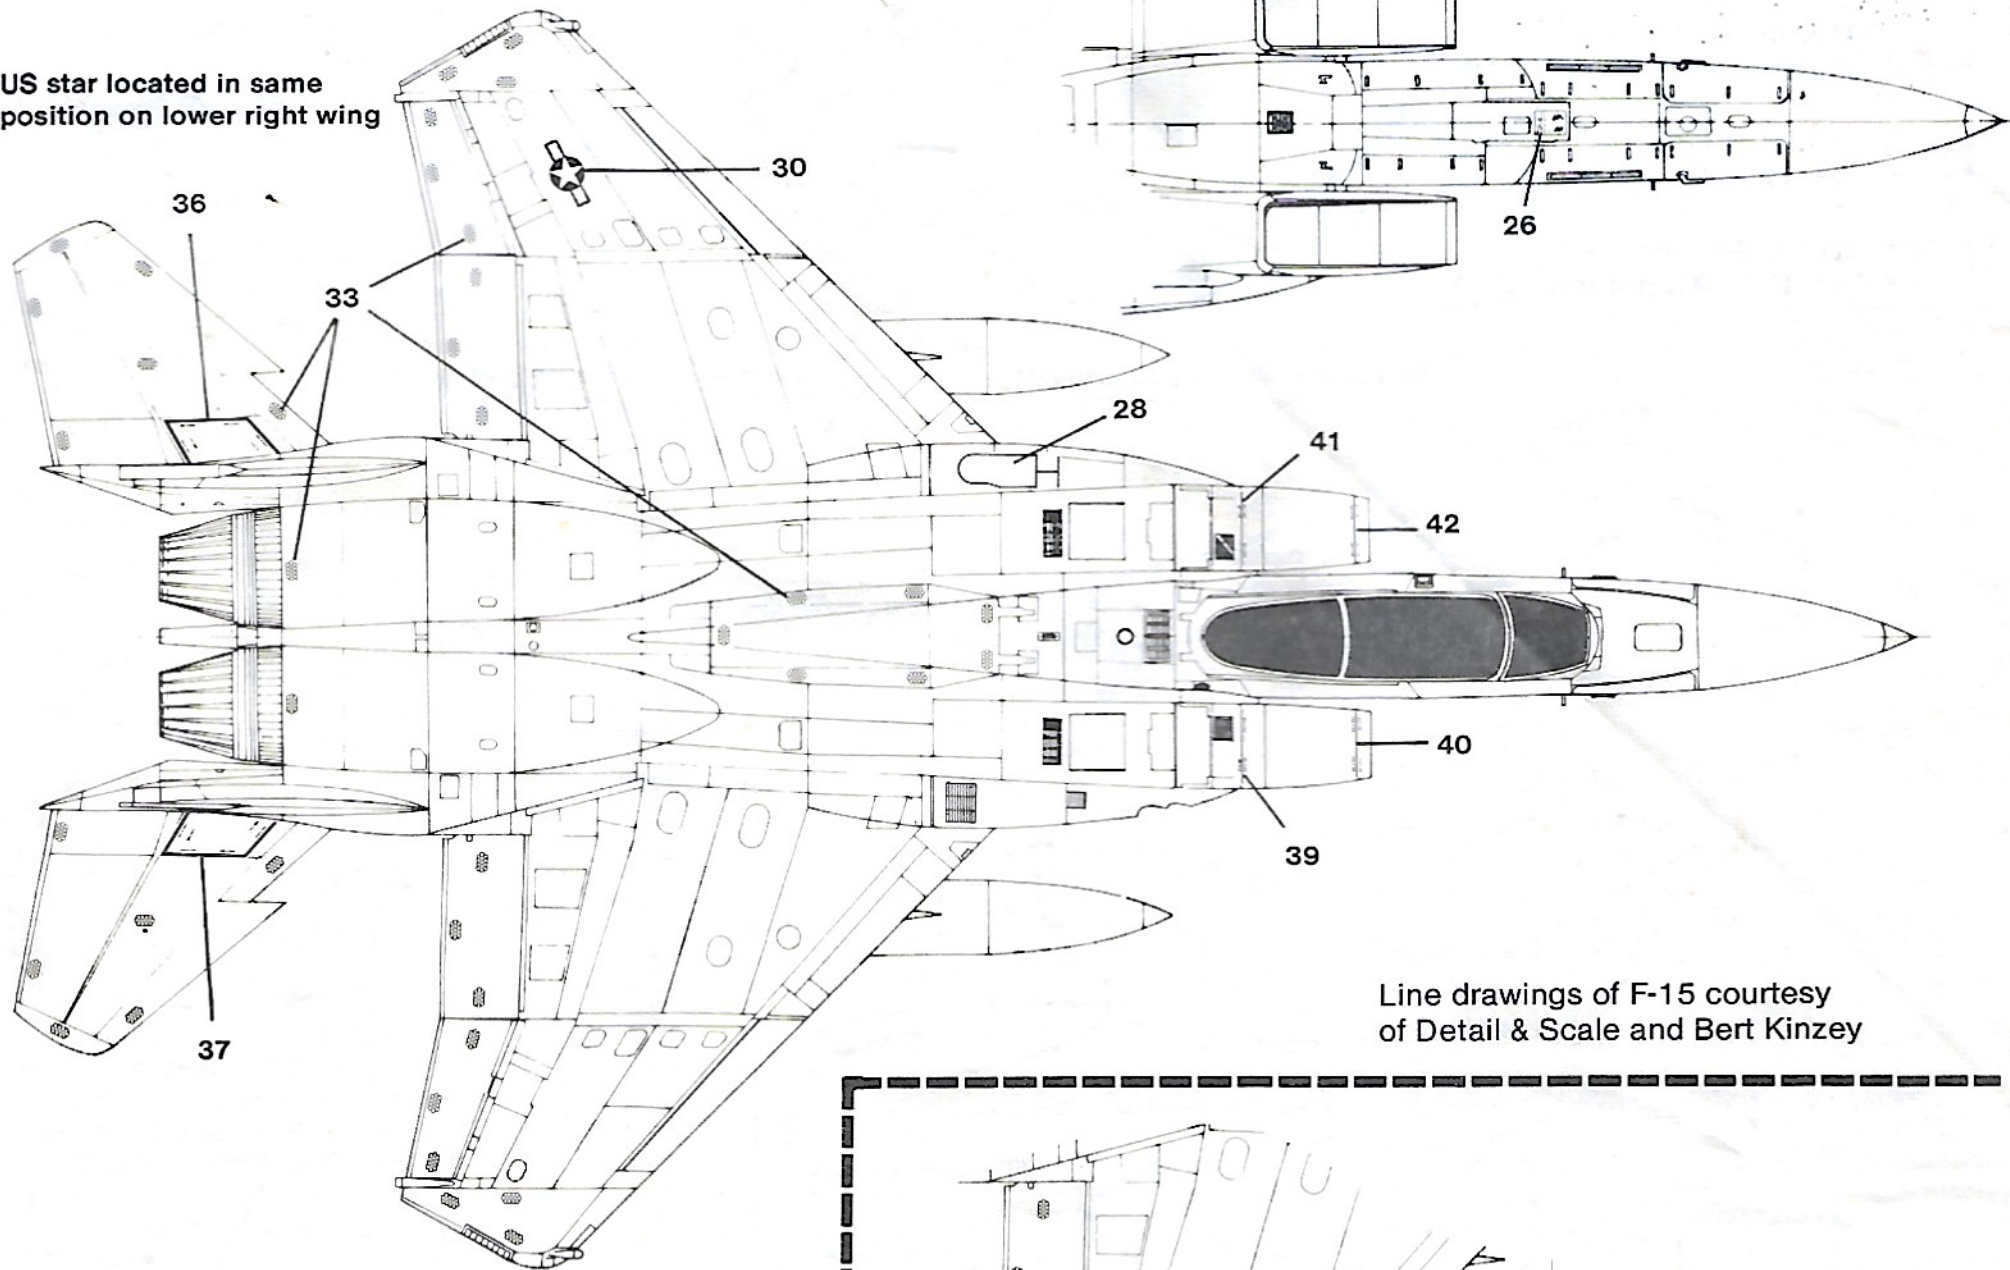 US star located in same
position on lower right wing
30
26
36
33
28
41
42
40
39
37
Line drawings of F-15 courtesy
of Detail & Scale and Bert Kinzey